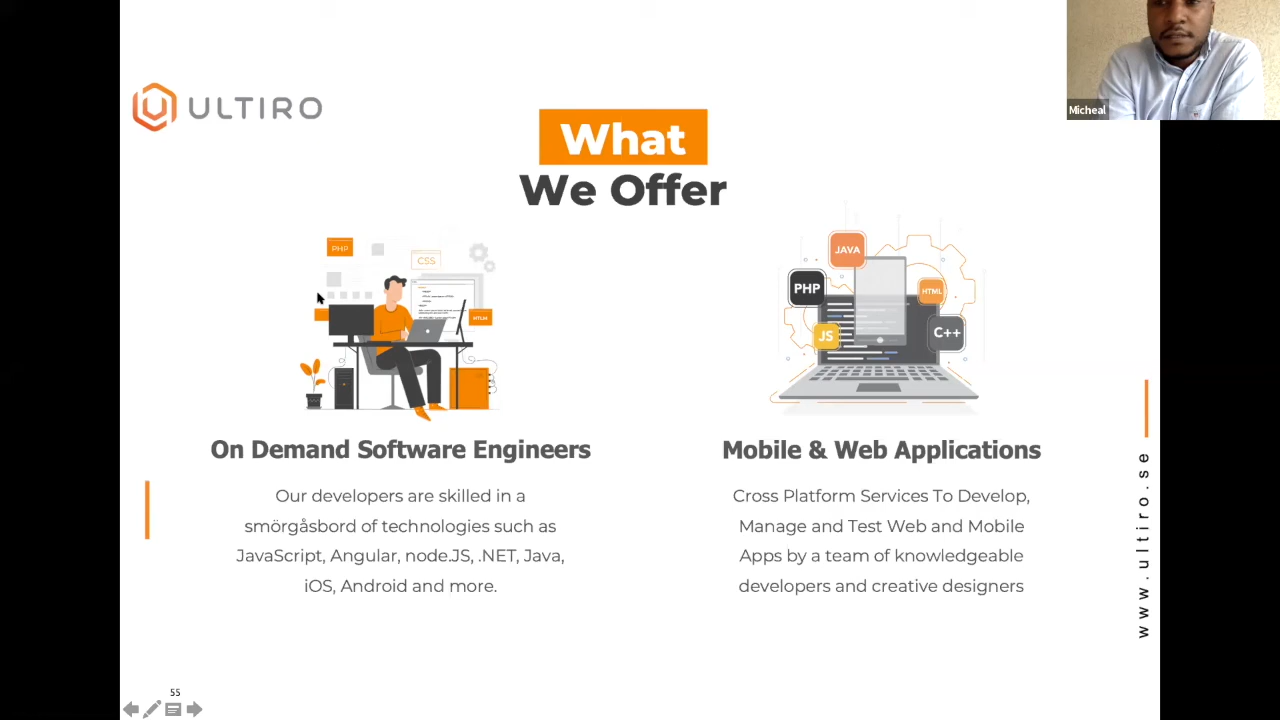 Micheal
ULTIRO
What
We Offer
PHP
CSS
HTLM
JAVA
PHP
HTML
JS
C++
On Demand Software Engineers
Our developers are skilled in a
smörgåsbord of technologies such as
JavaScript, Angular, node.JS, .NET, Java,
iOS, Android and more.
Mobile & Web Applications
Cross Platform Services To Develop,
Manage and Test Web and Mobile
Apps by a team of knowledgeable
developers and creative designers
www.ultiro.se
55